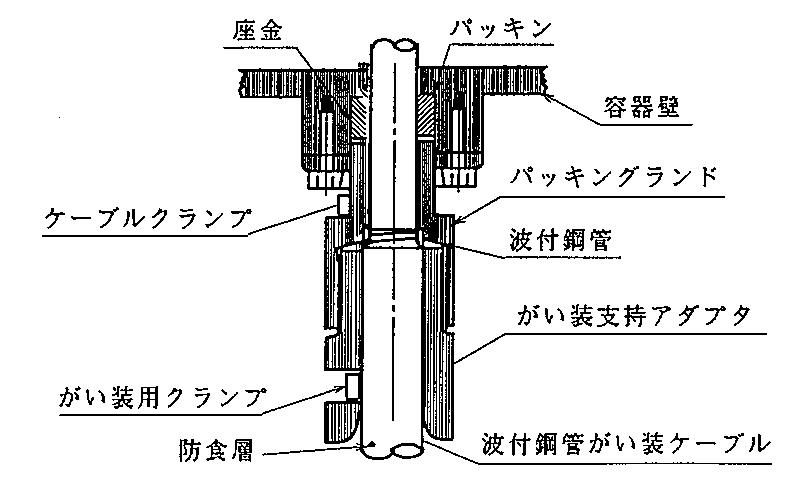 座金
パッキン
容器壁
パッキングランド
ケーブルクランプ
波付鋼管
がい装支持アダプタ
がい装用クランプ
防食層
波付鋼管がい装ケーブル